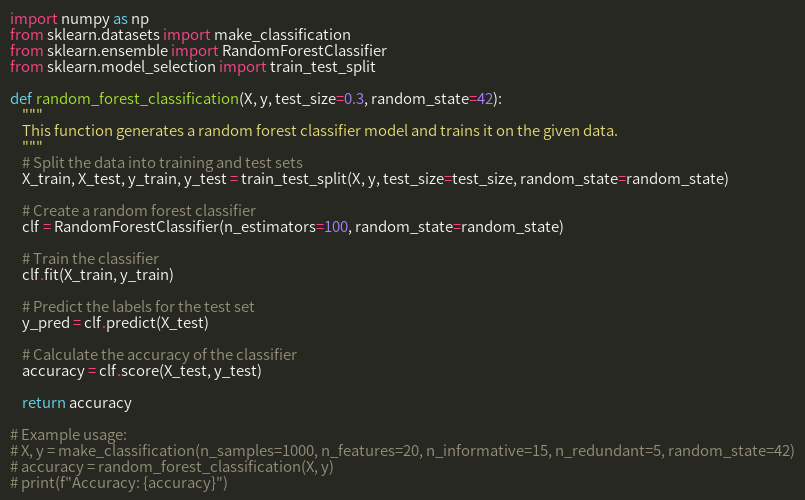 import numpy as np
from sklearn.datasets import make_classification
from sklearn.ensemble import RandomForestClassifier
from sklearn.model_selection import train_test_split

def random_forest_classification(X, y, test_size=0.3, random_state=42):
    """
    This function generates a random forest classifier model and trains it on the given data.
    """
    # Split the data into training and test sets
    X_train, X_test, y_train, y_test = train_test_split(X, y, test_size=test_size, random_state=random_state)

    # Create a random forest classifier
    clf = RandomForestClassifier(n_estimators=100, random_state=random_state)

    # Train the classifier
    clf.fit(X_train, y_train)

    # Predict the labels for the test set
    y_pred = clf.predict(X_test)

    # Calculate the accuracy of the classifier
    accuracy = clf.score(X_test, y_test)

    return accuracy

# Example usage:
# X, y = make_classification(n_samples=1000, n_features=20, n_informative=15, n_redundant=5, random_state=42)
# accuracy = random_forest_classification(X, y)
# print(f"Accuracy: {accuracy}")